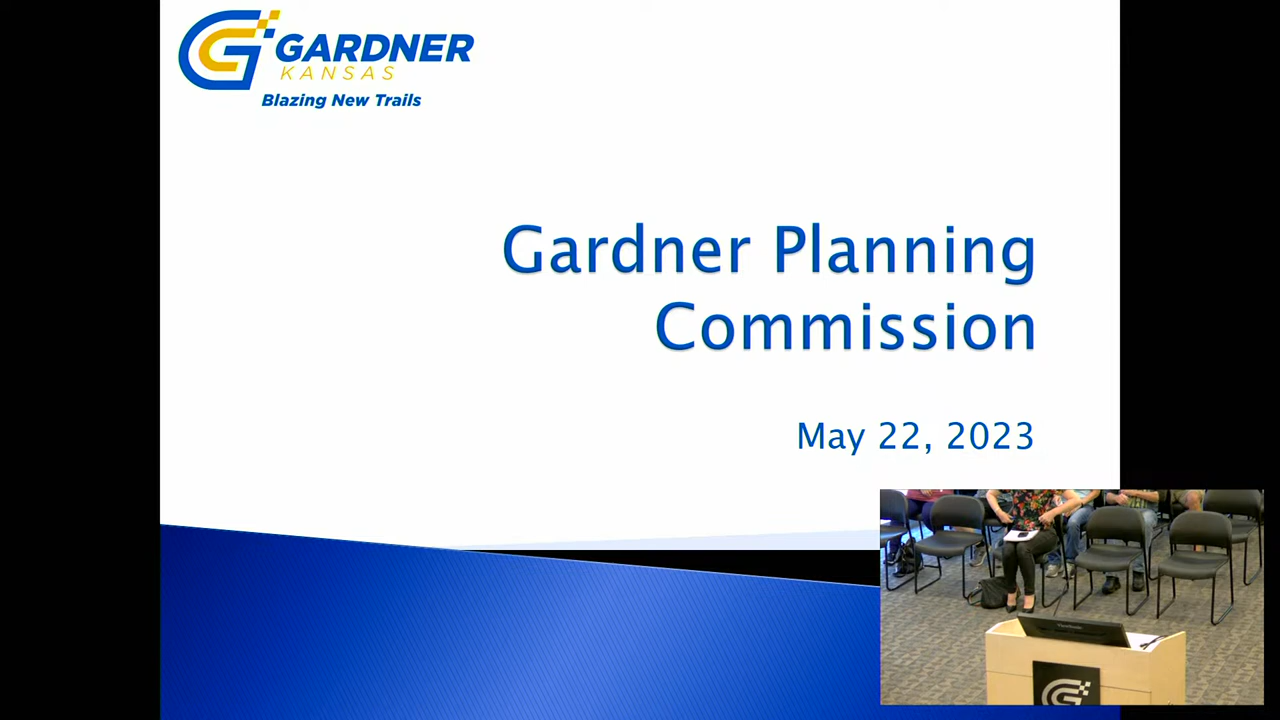 GARDNER
KANSAS
Blazing New Trails
Gardner Planning
Commission
May 22, 2023